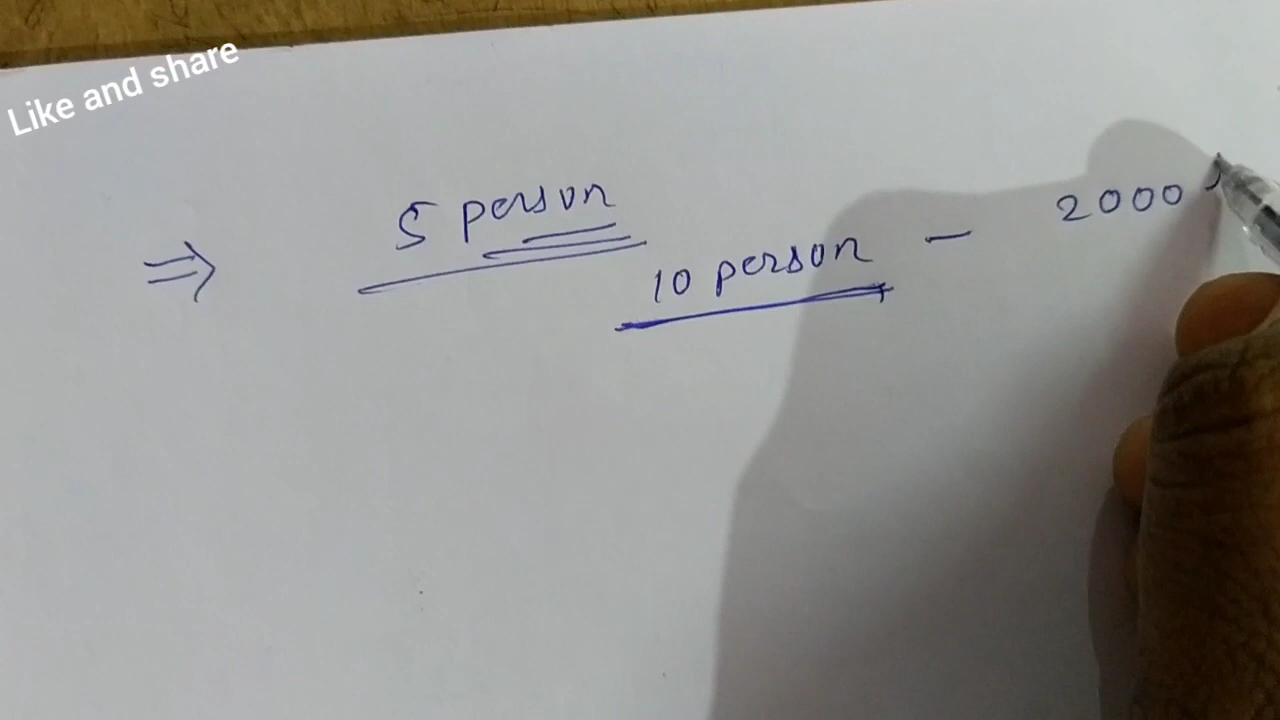 Like and share
⇒ 5 person
10 person - 2000